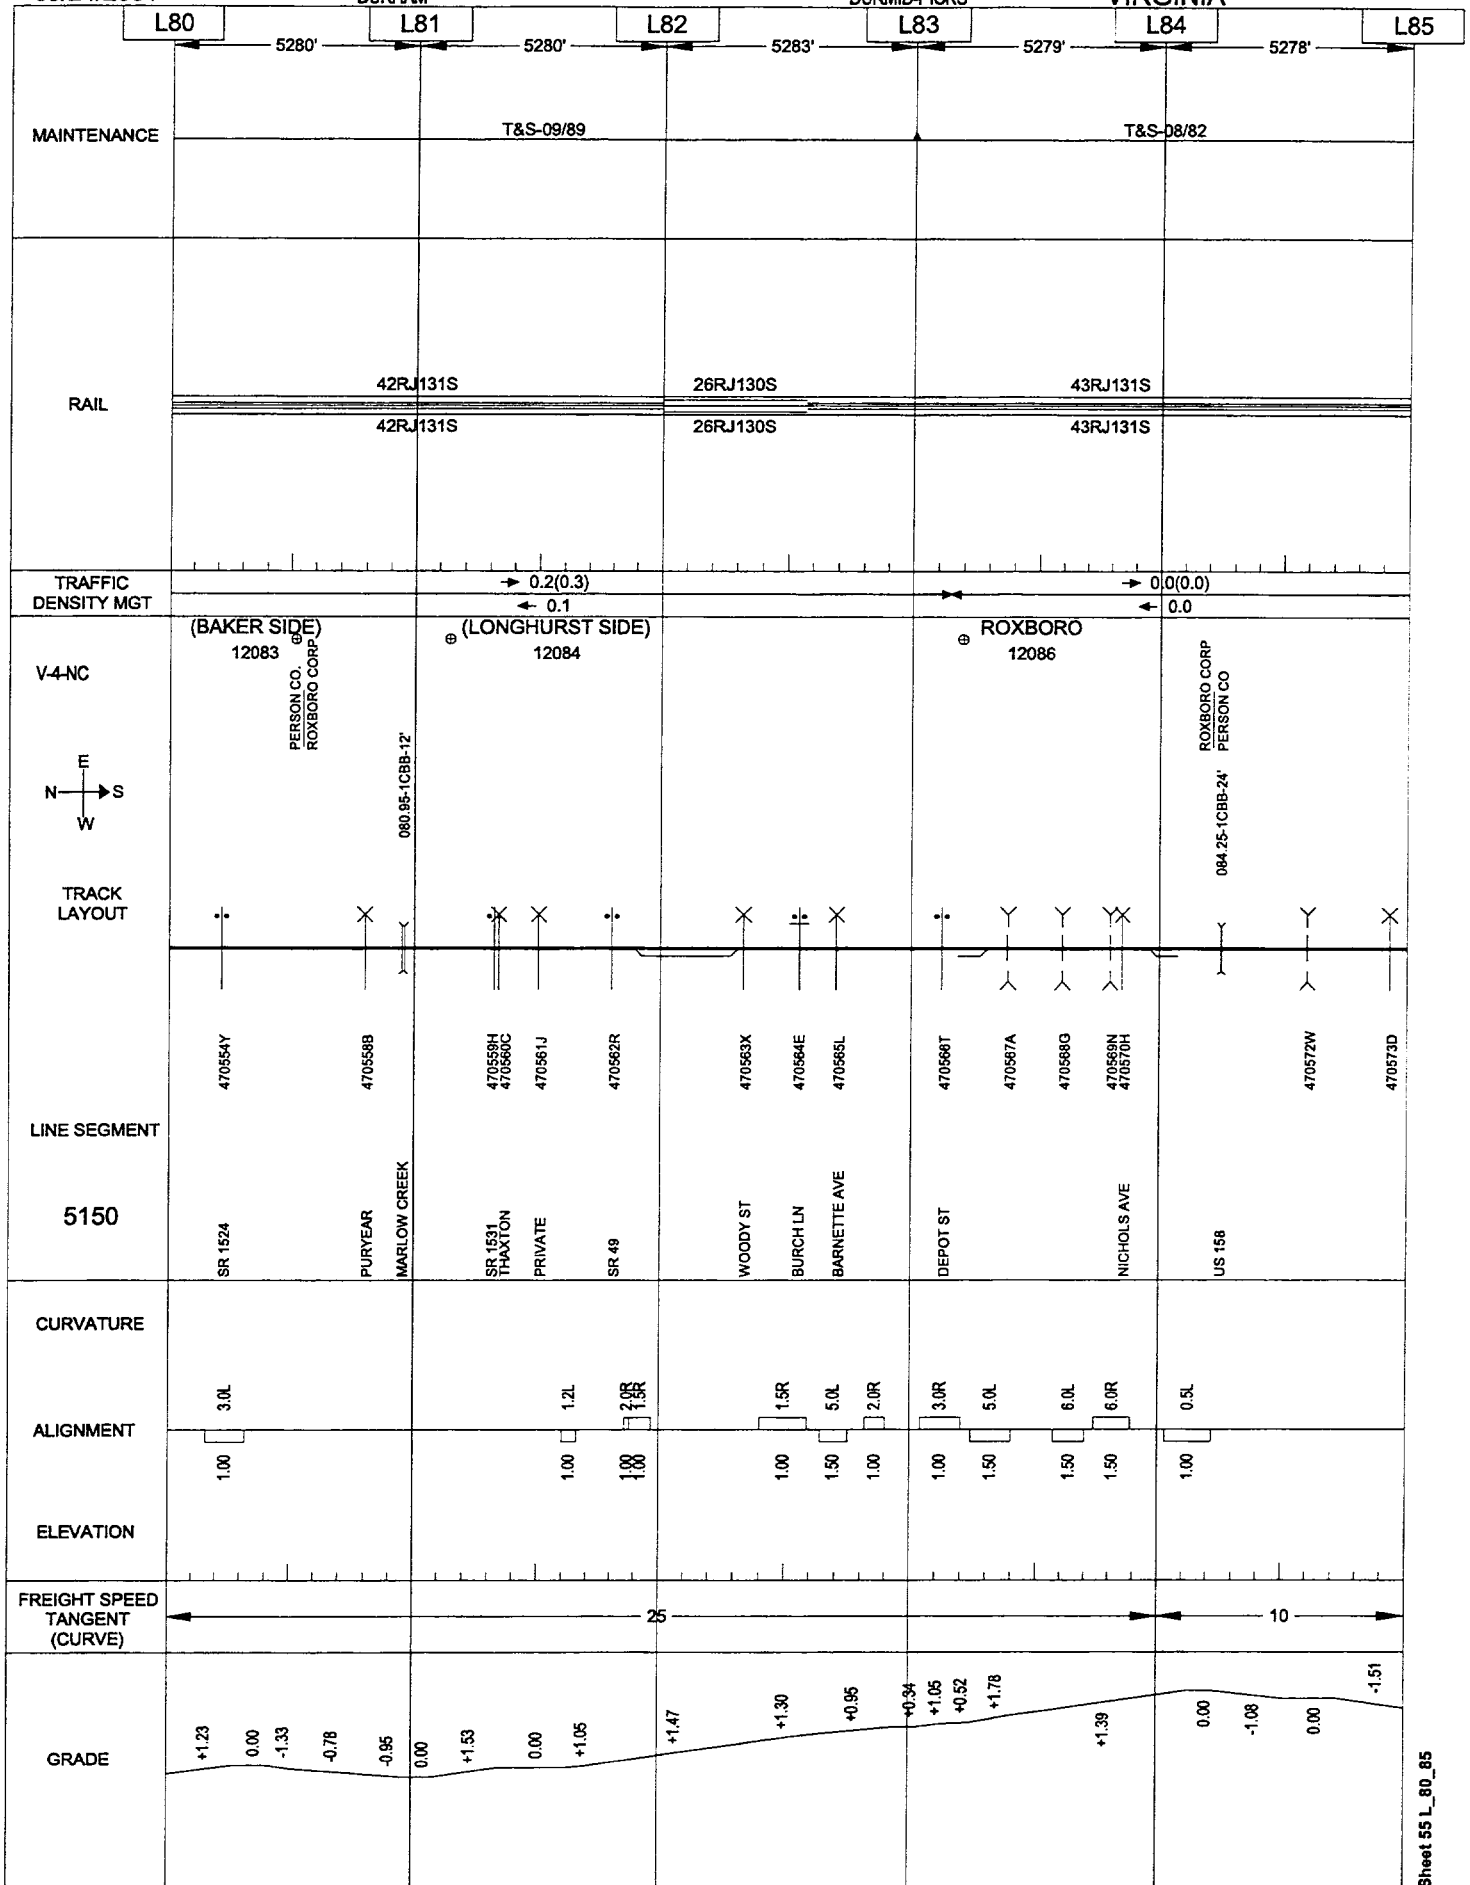 L80 L81 L82 L83 L84 L85
5280' 5280' 5283' 5279' 5278'
MAINTENANCE
T&S-09/89 T&S-08/82
42RJ131S 26RJ130S 43RJ131S
RAIL
42RJ131S 26RJ130S 43RJ131S
TRAFFIC
DENSITY MGT
0.2(0.3) 0.0(0.0)
0.1 0.0
(BAKER SIDE) (LONGHURST SIDE) ROXBORO
12083 12084 12086
V-4-NC
PERSON CO.
ROXBORO CORP
ROXBORO CORP
PERSON CO
E
N S
W
080.95-1CBB-12'
084.25-1CBB-24'
TRACK
LAYOUT
470554Y
470558B
470559H
470560C
470561J
470562R
470563X
470564E
470565L
470566T
470567A
470568G
470569N
470570H
470572W
470573D
LINE SEGMENT
5150
SR 1524
PURYEAR
MARLOW CREEK
SR 1531
THAXTON
PRIVATE
SR 49
WOODY ST
BURCH LN
BARNETTE AVE
DEPOT ST
NICHOLS AVE
US 158
CURVATURE
3.0L 1.2L 2.0R 1.5R 1.5R 5.0L 2.0R 3.0R 5.0L 6.0L 6.0R 0.5L
ALIGNMENT
1.00 1.00 1.00 1.00 1.00 1.50 1.00 1.00 1.50 1.50 1.50 1.00
ELEVATION
FREIGHT SPEED
TANGENT
(CURVE)
25 10
GRADE
+1.23 0.00 -1.33 -0.78 -0.95 0.00 +1.53 0.00 +1.05 +1.47 +1.30 +0.95 +0.34 +1.05 +0.52 +1.78 +1.39 0.00 -1.08 0.00 -1.51
Sheet 55 L_80_85